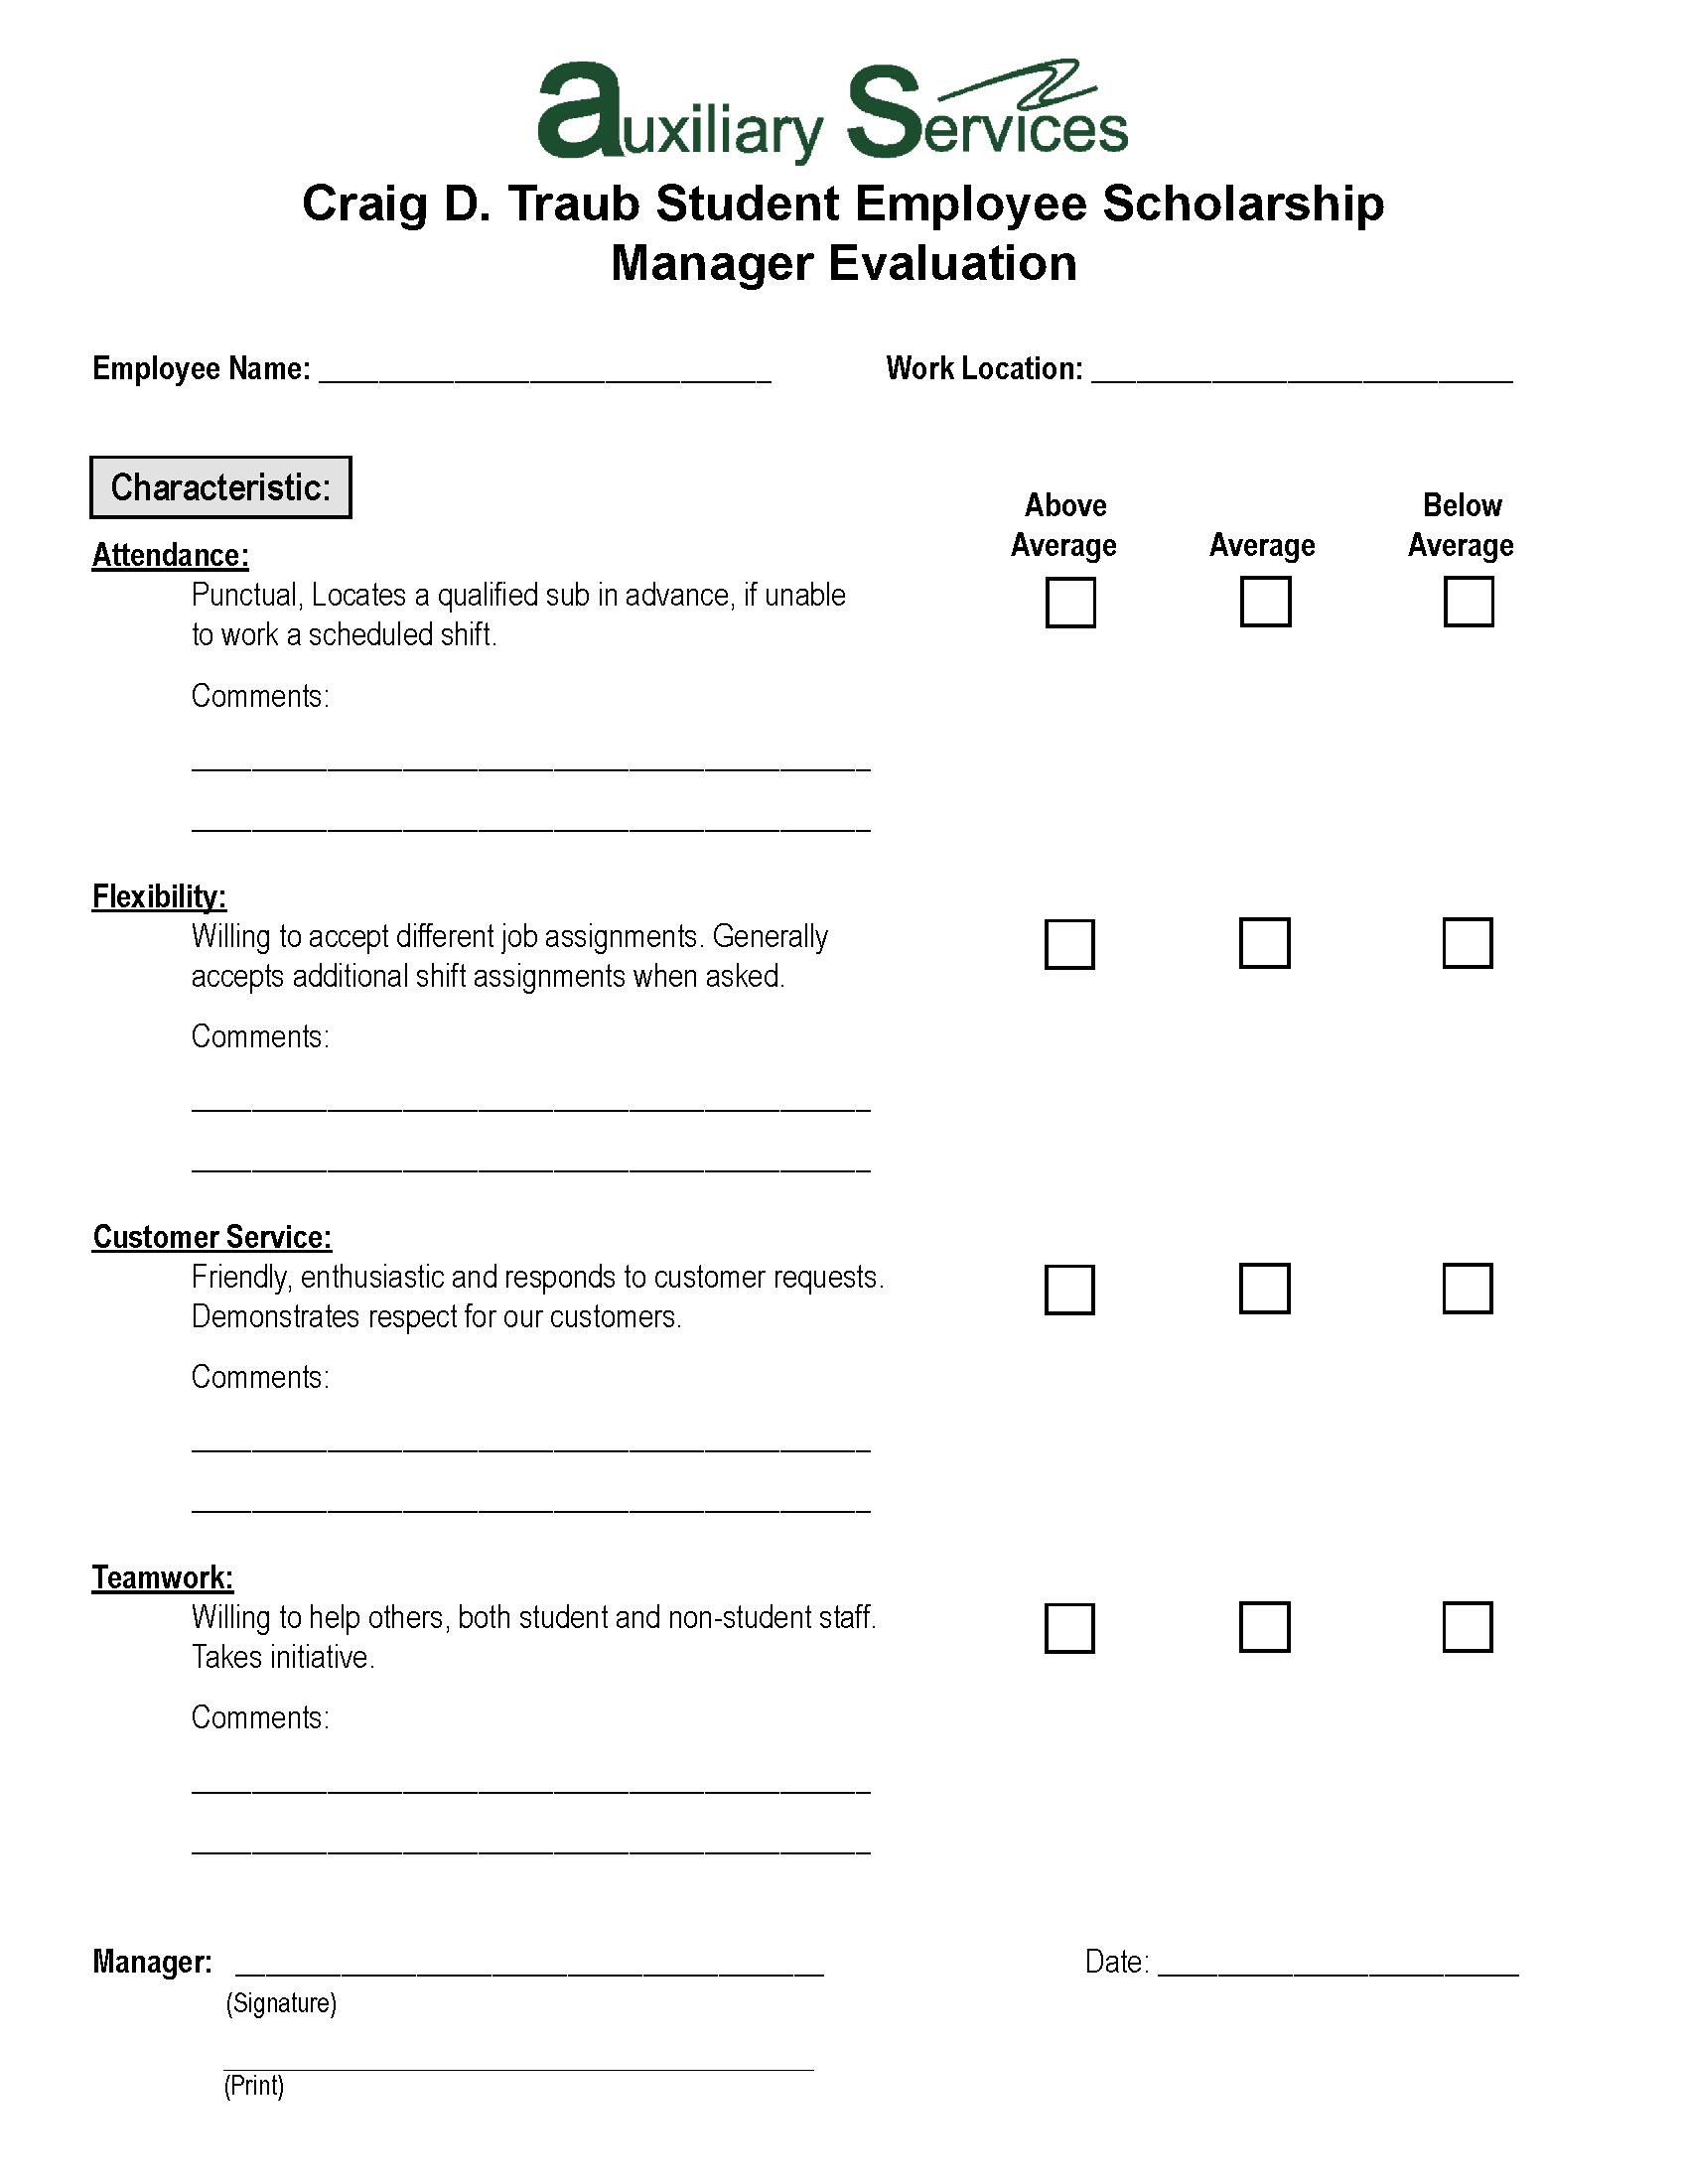 auxiliary Services
Craig D. Traub Student Employee Scholarship
Manager Evaluation
Employee Name: ______________________________ Work Location: ____________________________
Characteristic:
Above Below
Attendance: Average Average Average
Punctual, Locates a qualified sub in advance, if unable
to work a scheduled shift.
Comments:
_____________________________________________
_____________________________________________
Flexibility:
Willing to accept different job assignments. Generally
accepts additional shift assignments when asked.
Comments:
_____________________________________________
_____________________________________________
Customer Service:
Friendly, enthusiastic and responds to customer requests.
Demonstrates respect for our customers.
Comments:
_____________________________________________
_____________________________________________
Teamwork:
Willing to help others, both student and non-student staff.
Takes initiative.
Comments:
_____________________________________________
_____________________________________________
Manager: _______________________________________ Date: ________________________
(Signature)
_______________________________________
(Print)